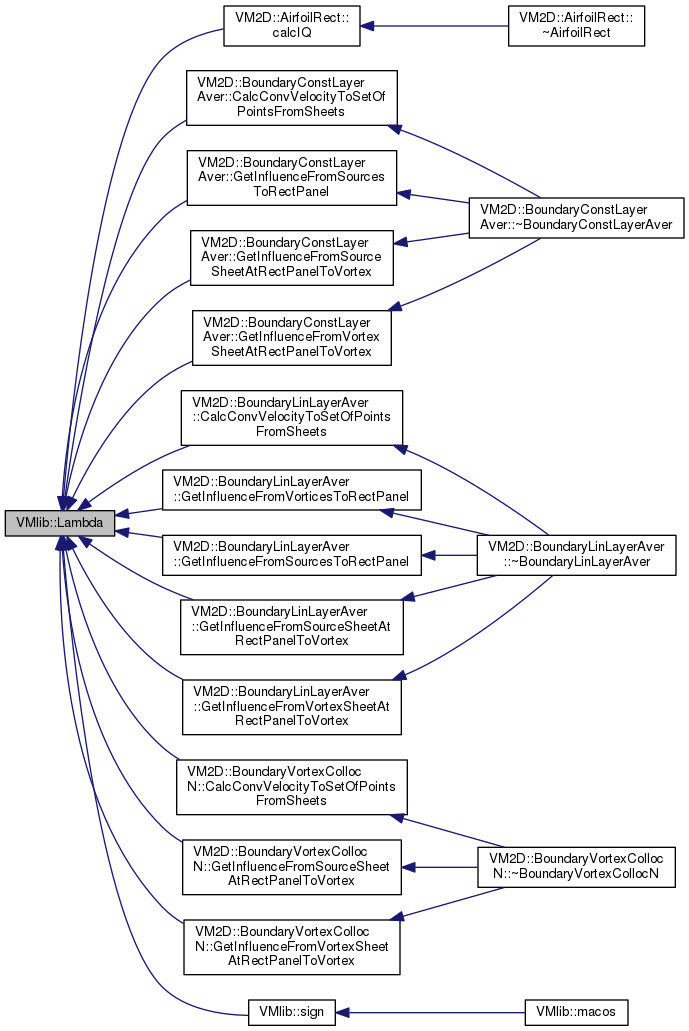 VM2D::AirfoilRect::
calcIQ
VM2D::AirfoilRect::
~AirfoilRect
VM2D::BoundaryConstLayer
Aver::CalcConvVelocityToSetOf
PointsFromSheets
VM2D::BoundaryConstLayer
Aver::GetInfluenceFromSources
ToRectPanel
VM2D::BoundaryConstLayer
Aver::~BoundaryConstLayerAver
VM2D::BoundaryConstLayer
Aver::GetInfluenceFromSource
SheetAtRectPanelToVortex
VM2D::BoundaryConstLayer
Aver::GetInfluenceFromVortex
SheetAtRectPanelToVortex
VM2D::BoundaryLinLayerAver
::CalcConvVelocityToSetOfPoints
FromSheets
VM2D::BoundaryLinLayerAver
::GetInfluenceFromVorticesToRectPanel
VMlib::Lambda
VM2D::BoundaryLinLayerAver
::GetInfluenceFromSourcesToRectPanel
VM2D::BoundaryLinLayerAver
::~BoundaryLinLayerAver
VM2D::BoundaryLinLayerAver
::GetInfluenceFromSourceSheetAt
RectPanelToVortex
VM2D::BoundaryLinLayerAver
::GetInfluenceFromVortexSheetAt
RectPanelToVortex
VM2D::BoundaryVortexColloc
N::CalcConvVelocityToSetOfPoints
FromSheets
VM2D::BoundaryVortexColloc
N::GetInfluenceFromSourceSheet
AtRectPanelToVortex
VM2D::BoundaryVortexColloc
N::~BoundaryVortexCollocN
VM2D::BoundaryVortexColloc
N::GetInfluenceFromVortexSheet
AtRectPanelToVortex
VMlib::sign
VMlib::macos